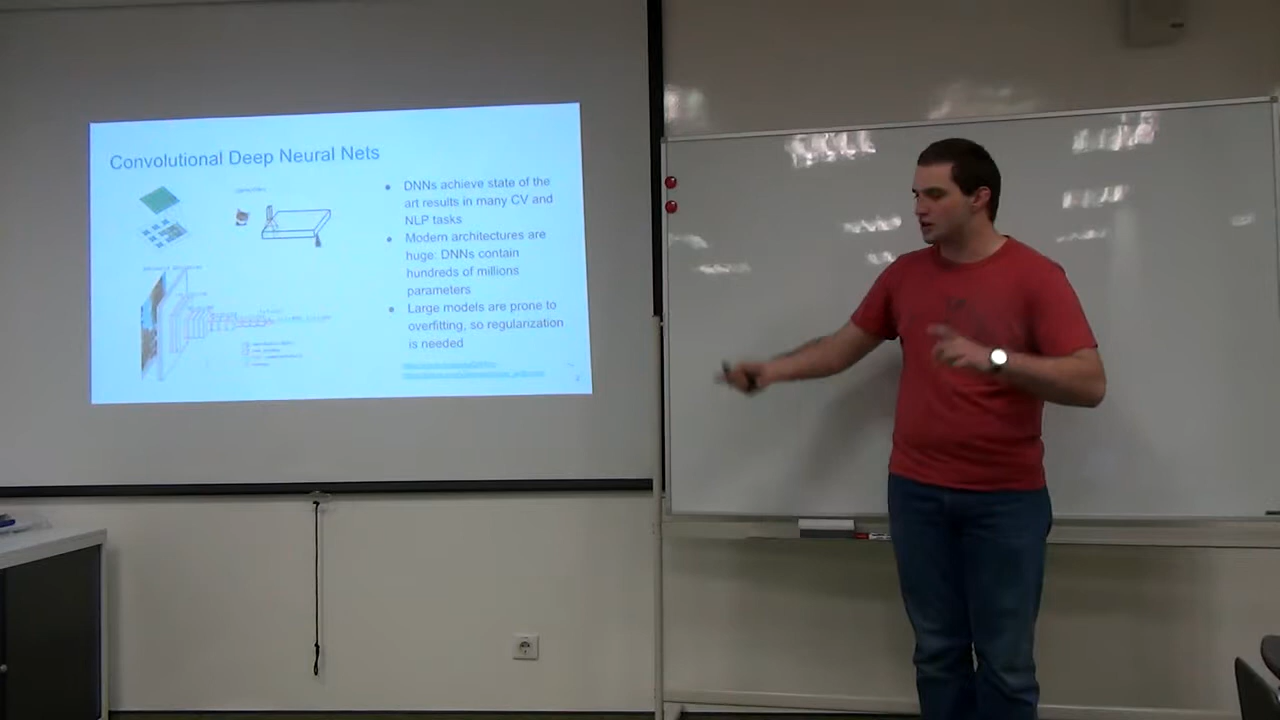 Convolutional Deep Neural Nets
DNNs achieve state of the
art results in many CV and
NLP tasks
Modern architectures are
huge: DNNs contain
hundreds of millions
parameters
Large models are prone to
overfitting, so regularization
is needed